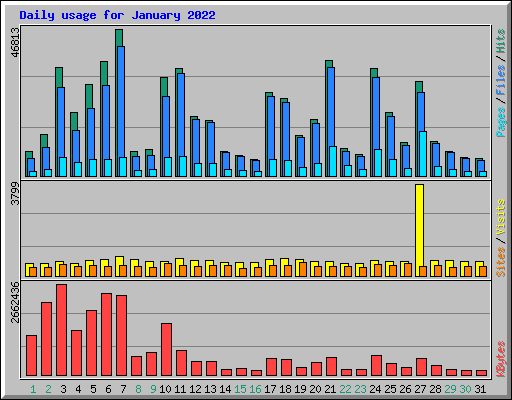 Daily usage for January 2022
46813
Pages / Files / Hits
3799
Sites / Visits
2662436
KBytes
1 2 3 4 5 6 7 8 9 10 11 12 13 14 15 16 17 18 19 20 21 22 23 24 25 26 27 28 29 30 31